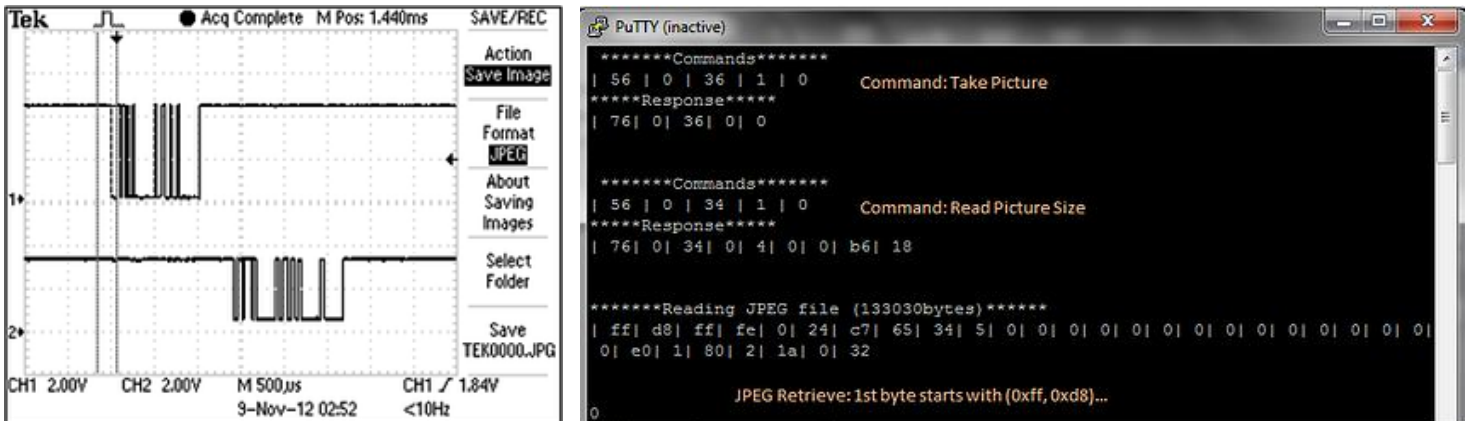 Tek
Acq Complete M Pos: 1.440ms
SAVE/REC
Action
Save Image
File
Format
JPEG
About
Saving
Images
Select
Folder
Save
TEK0000.JPG
1
2
CH1 2.00V CH2 2.00V M 500µs CH1 / 1.84V
9-Nov-12 02:52 <10Hz
PuTTY (inactive)
*******Commands*******
| 56 | 0 | 36 | 1 | 0 Command: Take Picture
*****Response*****
| 76| 0| 36| 0| 0
*******Commands*******
| 56 | 0 | 34 | 1 | 0 Command: Read Picture Size
*****Response*****
| 76| 0| 34| 0| 4| 0| 0| b6| 18
*******Reading JPEG file (133030bytes)******
| ff| d8| ff| fe| 0| 24| c7| 65| 34| 5| 0| 0| 0| 0| 0| 0| 0| 0| 0| 0| 0| 0| 0|
0| e0| 1| 80| 2| 1a| 0| 32
JPEG Retrieve: 1st byte starts with (0xff, 0xd8)...
0